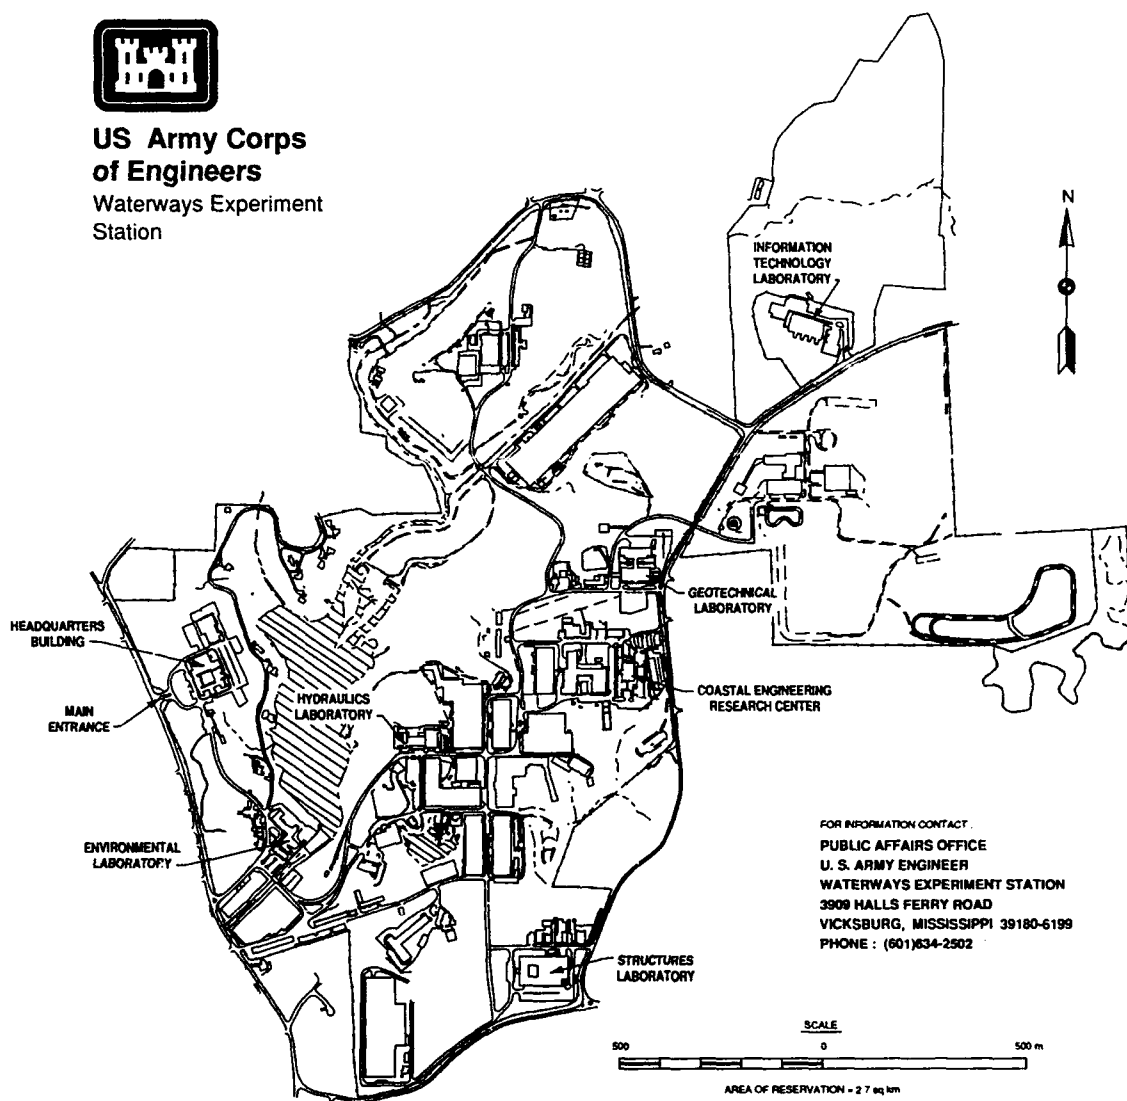 US Army Corps
of Engineers
Waterways Experiment
Station
N
INFORMATION
TECHNOLOGY
LABORATORY
GEOTECHNICAL
LABORATORY
HEADQUARTERS
BUILDING
MAIN
ENTRANCE
HYDRAULICS
LABORATORY
COASTAL ENGINEERING
RESEARCH CENTER
ENVIRONMENTAL
LABORATORY
STRUCTURES
LABORATORY
FOR INFORMATION CONTACT
PUBLIC AFFAIRS OFFICE
U. S. ARMY ENGINEER
WATERWAYS EXPERIMENT STATION
3909 HALLS FERRY ROAD
VICKSBURG, MISSISSIPPI 39180-6199
PHONE : (601)634-2502
SCALE
500 0 500 m
AREA OF RESERVATION = 2 7 sq km